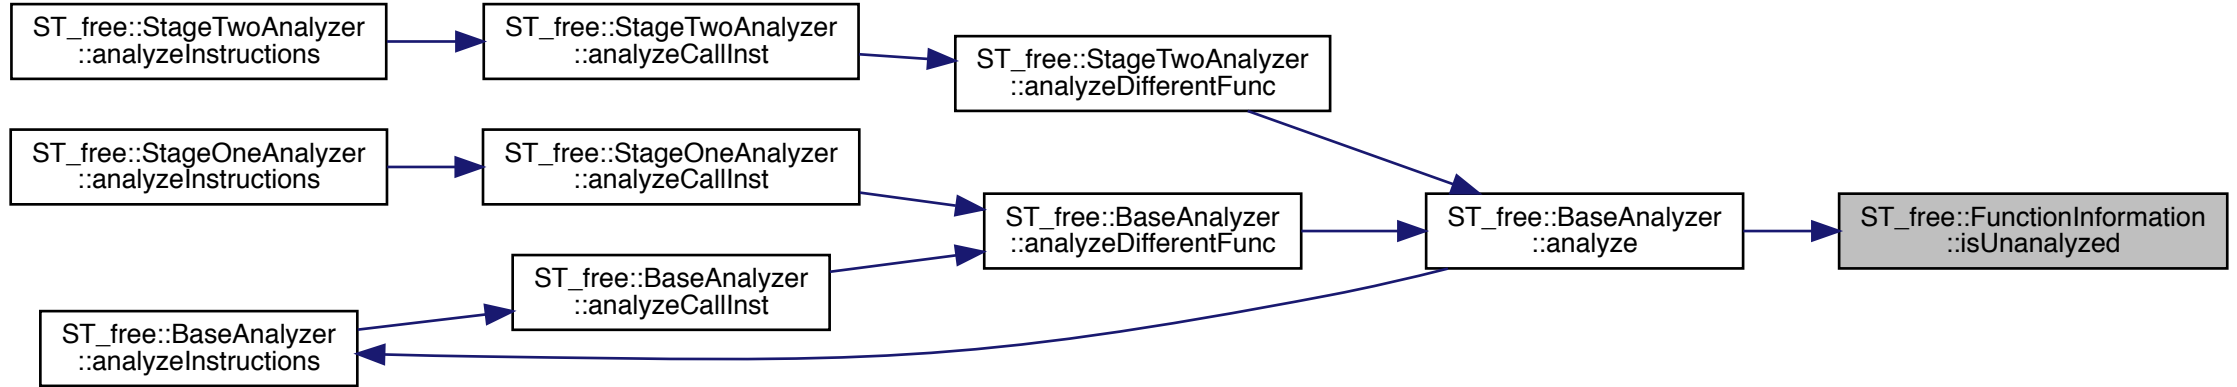 ST_free::StageTwoAnalyzer
::analyzeInstructions
ST_free::StageTwoAnalyzer
::analyzeCallInst
ST_free::StageTwoAnalyzer
::analyzeDifferentFunc
ST_free::StageOneAnalyzer
::analyzeInstructions
ST_free::StageOneAnalyzer
::analyzeCallInst
ST_free::BaseAnalyzer
::analyzeDifferentFunc
ST_free::BaseAnalyzer
::analyze
ST_free::FunctionInformation
::isUnanalyzed
ST_free::BaseAnalyzer
::analyzeCallInst
ST_free::BaseAnalyzer
::analyzeInstructions